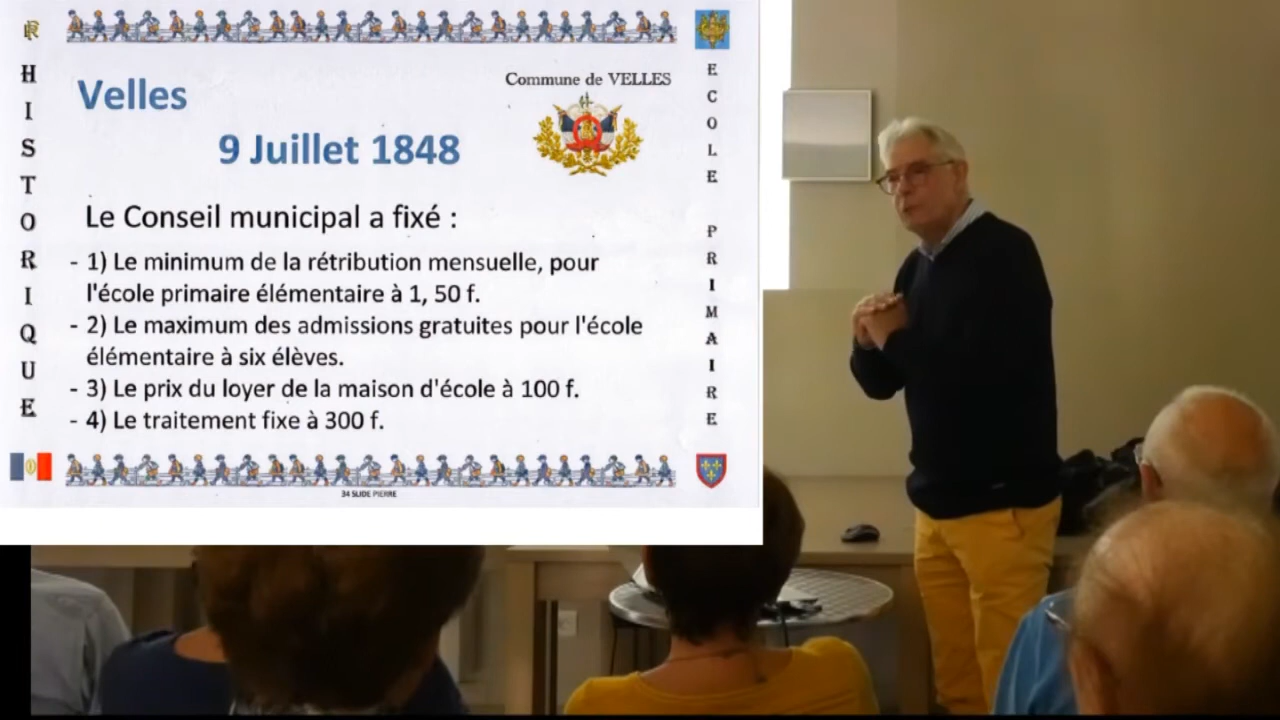 HISTORIQUE
Velles
9 Juillet 1848
Commune de VELLES
Le Conseil municipal a fixé :
- 1) Le minimum de la rétribution mensuelle, pour
l'école primaire élémentaire à 1, 50 f.
- 2) Le maximum des admissions gratuites pour l'école
élémentaire à six élèves.
- 3) Le prix du loyer de la maison d'école à 100 f.
- 4) Le traitement fixe à 300 f.
34 SLIDE PIERRE
ECOLE PRIMAIRE